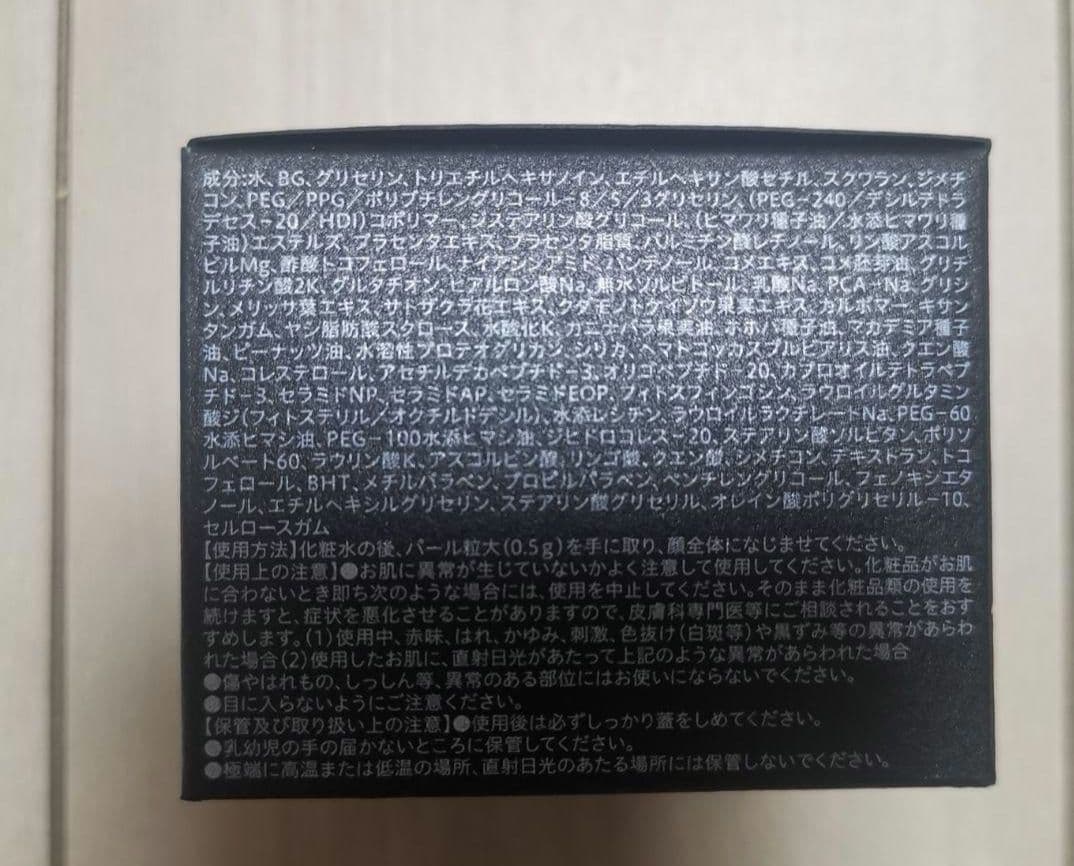 成分:水、BG、グリセリン、トリエチルヘキサノイン、エチルヘキサン酸セチル、スクワラン、ジメチ
コン、PEG/PPG/ポリブチレングリコール-8/5/3グリセリン、(PEG-240/デシルテトラ
デセス-20/HDI)コポリマー、ジステアリン酸グリコール、(ヒマワリ種子油/水添ヒマワリ種
子油)エステルズ、プラセンタエキス、プラセンタ脂質、パルミチン酸レチノール、リン酸アスコル
ビルMg、酢酸トコフェロール、ナイアシンアミド、パンテノール、コメエキス、コメ胚芽油、グリチ
ルリチン酸2K、グルタチオン、ヒアルロン酸Na、無水ソルビトール、乳酸Na、PCA-Na、グリシ
ン、メリッサ葉エキス、サトザクラ花エキス、クダモノトケイソウ果実エキス、カルボマー、キサン
タンガム、ヤシ脂肪酸スクロース、水酸化K、カニナバラ果実油、ホホバ種子油、マカデミア種子
油、ピーナッツ油、水溶性プロテオグリカン、シリカ、ヘマトコッカスプルビアリス油、クエン酸
Na、コレステロール、アセチルデカペプチド-3、オリゴペプチド-20、カプロオイルテトラペプ
チド-3、セラミドNP、セラミドAP、セラミドEOP、フィトスフィンゴシン、ラウロイルグルタミン
酸ジ(フィトステリル/オクチルドデシル)、水添レシチン、ラウロイルラクチレートNa、PEG-60
水添ヒマシ油、PEG-100水添ヒマシ油、ジヒドロコレス-20、ステアリン酸ソルビタン、ポリソ
ルベート60、ラウリン酸K、アスコルビン酸、リンゴ酸、クエン酸、シメチコン、デキストラン、トコ
フェロール、BHT、メチルパラベン、プロピルパラベン、ペンチレングリコール、フェノキシエタ
ノール、エチルヘキシルグリセリン、ステアリン酸グリセリル、オレイン酸ポリグリセリル-10、
セルロースガム
【使用方法】化粧水の後、パール粒大(0.5g)を手に取り、顔全体になじませてください。
【使用上の注意】●お肌に異常が生じていないかよく注意して使用してください。化粧品がお肌
に合わないとき即ち次のような場合には、使用を中止してください。そのまま化粧品類の使用を
続けますと、症状を悪化させることがありますので、皮膚科専門医等にご相談されることをおす
すめします。(1)使用中、赤味、はれ、かゆみ、刺激、色抜け(白斑等)や黒ずみ等の異常があらわ
れた場合(2)使用したお肌に、直射日光があたって上記のような異常があらわれた場合
●傷やはれもの、しっしん等、異常のある部位にはお使いにならないでください。
●目に入らないようにご注意ください。
【保管及び取り扱い上の注意】●使用後は必ずしっかり蓋をしめてください。
●乳幼児の手の届かないところに保管してください。
●極端に高温または低温の場所、直射日光のあたる場所には保管しないでください。